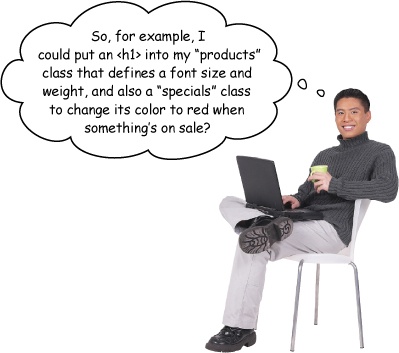 So, for example, I
could put an <h1> into my “products”
class that defines a font size and
weight, and also a “specials” class
to change its color to red when
something’s on sale?